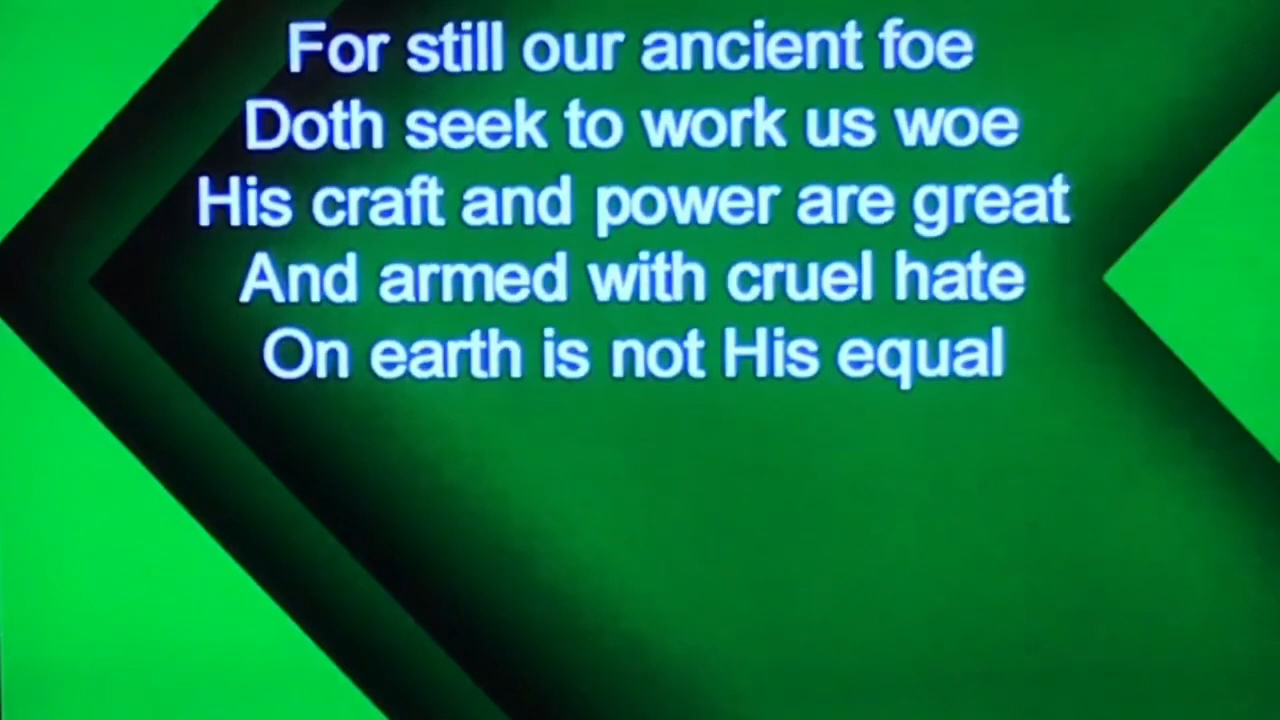 For still our ancient foe
Doth seek to work us woe
His craft and power are great
And armed with cruel hate
On earth is not His equal